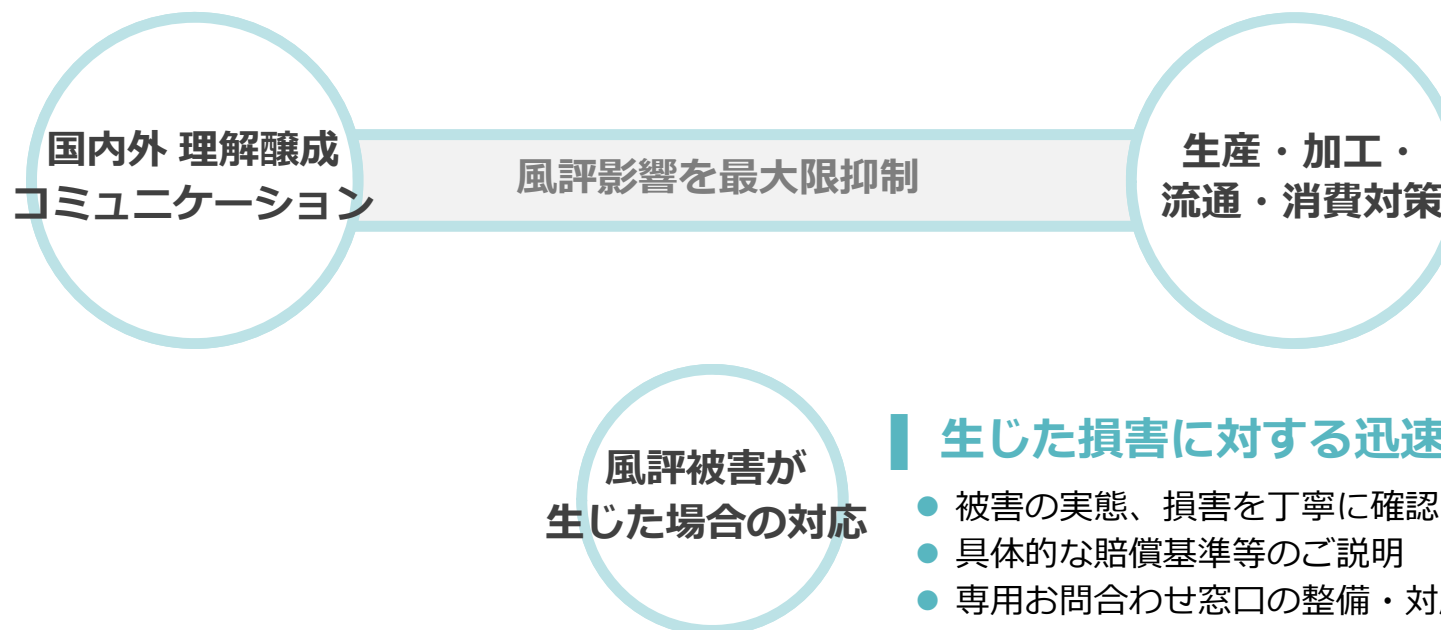 国内外 理解醸成
コミュニケーション
風評影響を最大限抑制
生産・加工・
流通・消費対策
風評被害が
生じた場合の対応
生じた損害に対する迅速
● 被害の実態、損害を丁寧に確認
● 具体的な賠償基準等のご説明
● 専用お問合わせ窓口の整備・対